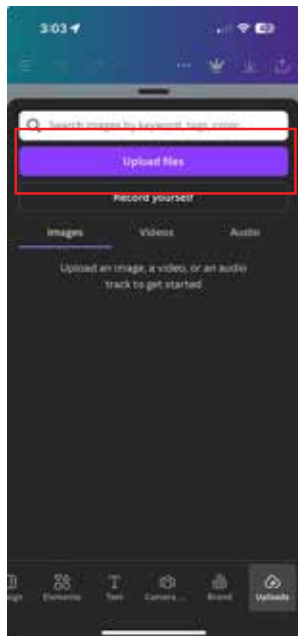 3:03
Search images by keyword, tags, color...
Upload files
Record yourself
Images Videos Audio
Upload an image, a video, or an audio
track to get started
Elements Text Camera... Brand Uploads